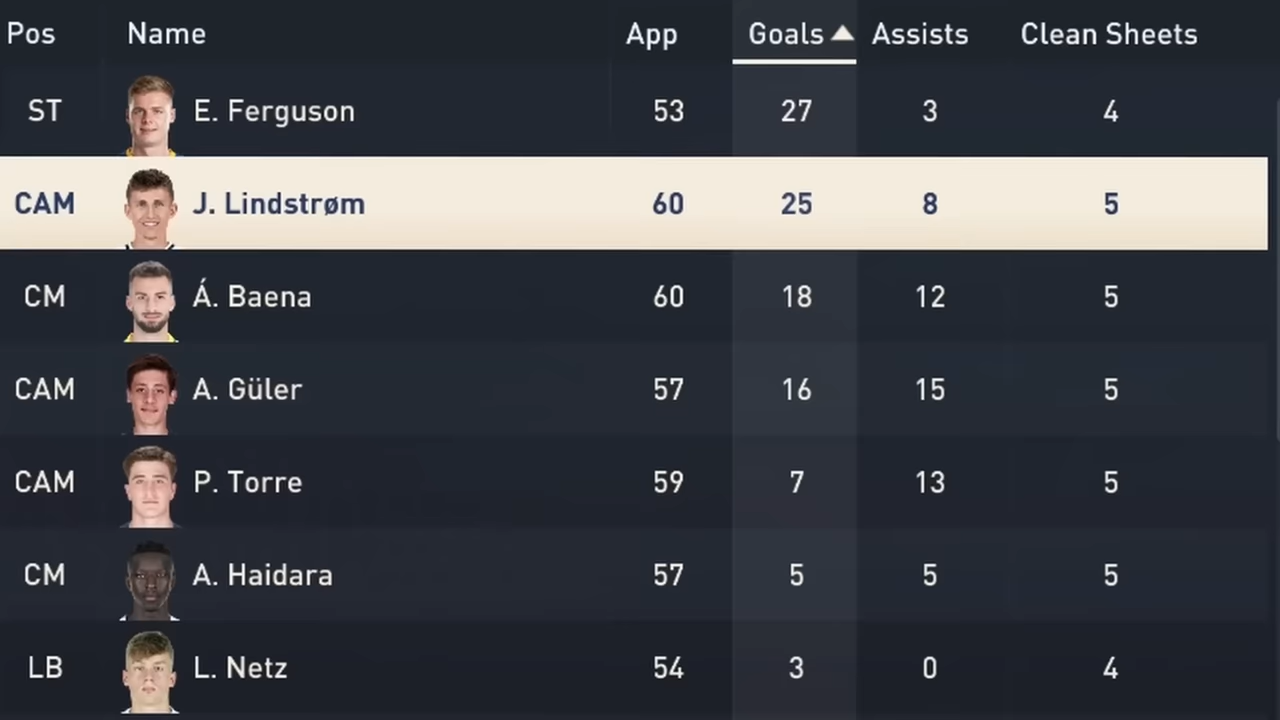 Pos Name App Goals Assists Clean Sheets
ST E. Ferguson 53 27 3 4
CAM J. Lindstrøm 60 25 8 5
CM Á. Baena 60 18 12 5
CAM A. Güler 57 16 15 5
CAM P. Torre 59 7 13 5
CM A. Haidara 57 5 5 5
LB L. Netz 54 3 0 4